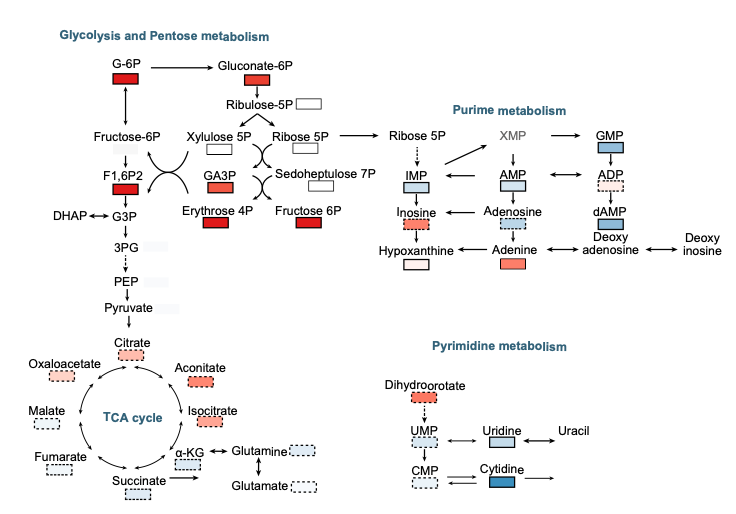 Glycolysis and Pentose metabolism
G-6P
Gluconate-6P
Ribulose-5P
Fructose-6P
Xylulose 5P
Ribose 5P
F1,6P2
GA3P
Sedoheptulose 7P
Erythrose 4P
Fructose 6P
DHAP
G3P
3PG
PEP
Pyruvate
Citrate
Oxaloacetate
Aconitate
Malate
TCA cycle
Isocitrate
Fumarate
α-KG
Glutamine
Succinate
Glutamate
Purime metabolism
Ribose 5P
XMP
GMP
IMP
AMP
ADP
Inosine
Adenosine
dAMP
Hypoxanthine
Adenine
Deoxy
adenosine
Deoxy
inosine
Pyrimidine metabolism
Dihydroorotate
UMP
Uridine
Uracil
CMP
Cytidine